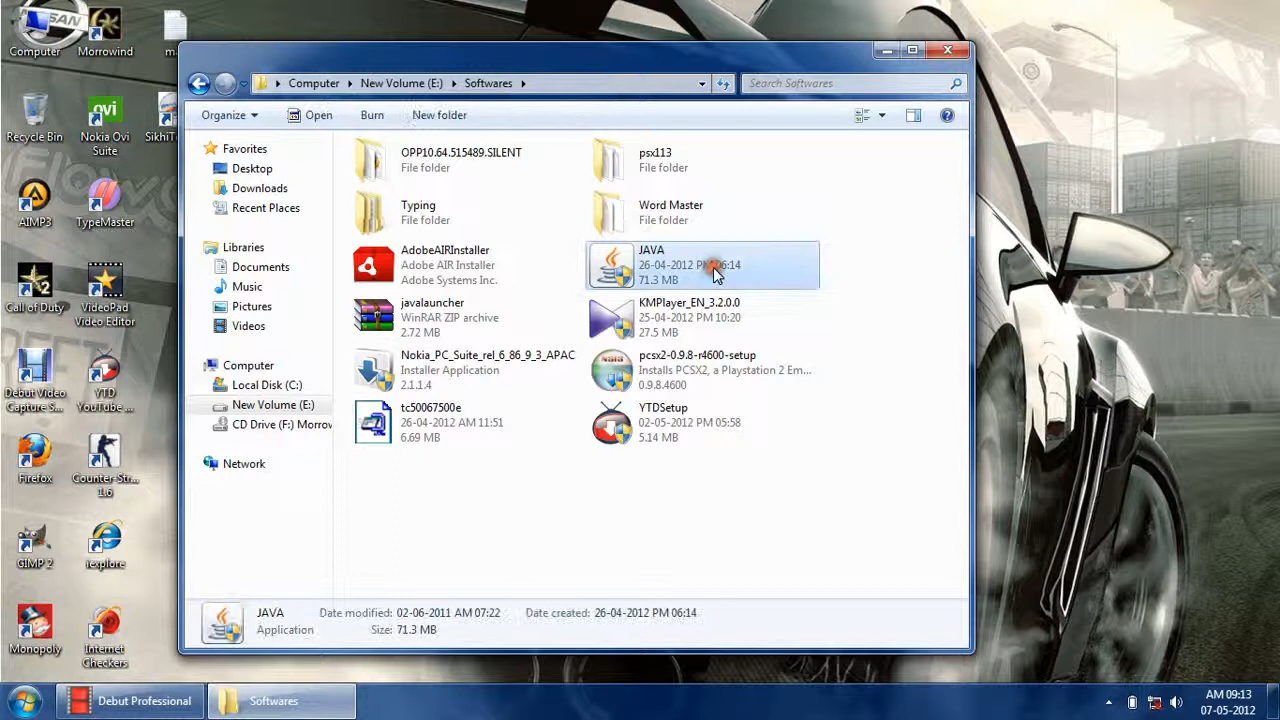 Computer
Morrowind
Recycle Bin
ovi
Nokia Ovi
Suite
AIMP3
TypeMaster
Call of Duty
VideoPad
Video Editor
Debut Video
Capture S...
YTD
YouTube ...
Firefox
Counter-Str...
1.6
GIMP 2
iexplore
Monopoly
Internet
Checkers
Computer
New Volume (E:)
Softwares
Search Softwares
Organize
Open
Burn
New folder
Favorites
Desktop
Downloads
Recent Places
Libraries
Documents
Music
Pictures
Videos
Computer
Local Disk (C:)
New Volume (E:)
CD Drive (F:) Morrow
Network
OPP10.64.515489.SILENT
File folder
psx113
File folder
Typing
File folder
Word Master
File folder
AdobeAIRInstaller
Adobe AIR Installer
Adobe Systems Inc.
JAVA
26-04-2012 PM 06:14
71.3 MB
javalauncher
WinRAR ZIP archive
2.72 MB
KMPlayer_EN_3.2.0.0
25-04-2012 PM 10:20
27.5 MB
Nokia_PC_Suite_rel_6_86_9_3_APAC
Installer Application
2.1.1.4
pcsx2-0.9.8-r4600-setup
Installs PCSX2, a Playstation 2 Em...
0.9.8.4600
tc50067500e
26-04-2012 AM 11:51
6.69 MB
YTDSetup
02-05-2012 PM 05:58
5.14 MB
JAVA
Date modified: 02-06-2011 AM 07:22
Date created: 26-04-2012 PM 06:14
Application
Size: 71.3 MB
Debut Professional
Softwares
AM 09:13
07-05-2012